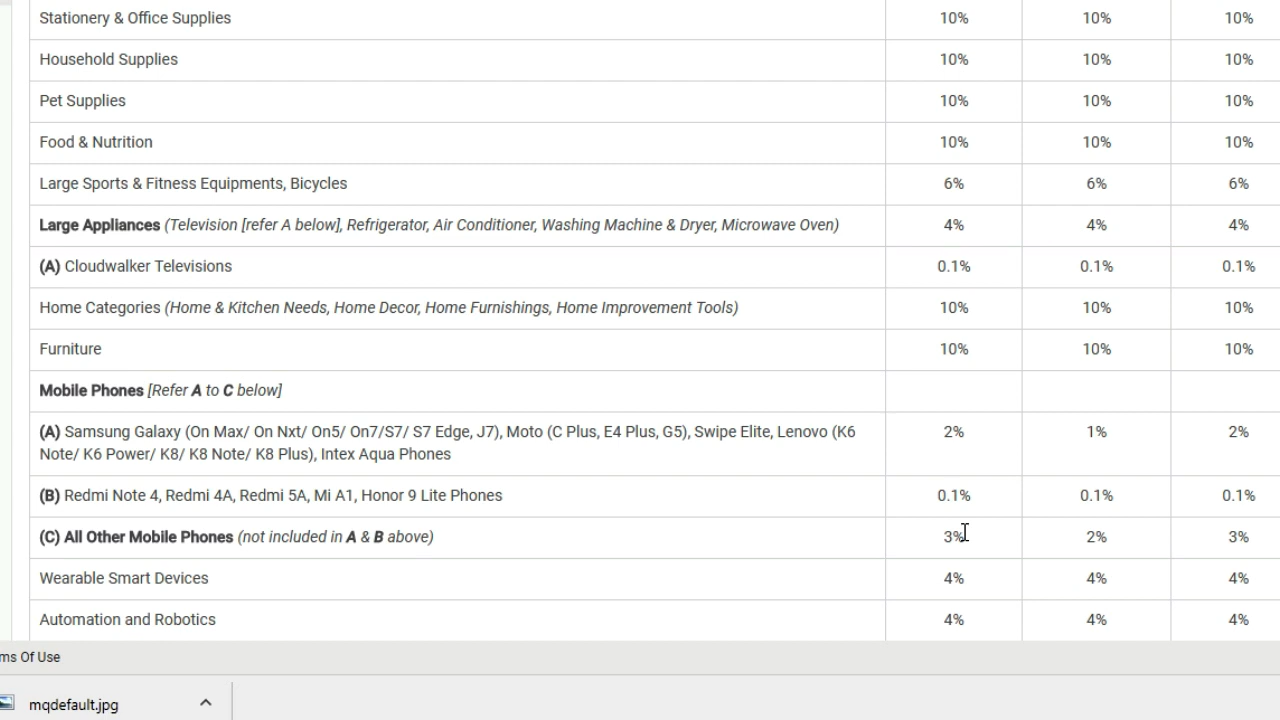 Stationery & Office Supplies 10% 10% 10%
Household Supplies 10% 10% 10%
Pet Supplies 10% 10% 10%
Food & Nutrition 10% 10% 10%
Large Sports & Fitness Equipments, Bicycles 6% 6% 6%
Large Appliances (Television [refer A below], Refrigerator, Air Conditioner, Washing Machine & Dryer, Microwave Oven) 4% 4% 4%
(A) Cloudwalker Televisions 0.1% 0.1% 0.1%
Home Categories (Home & Kitchen Needs, Home Decor, Home Furnishings, Home Improvement Tools) 10% 10% 10%
Furniture 10% 10% 10%
Mobile Phones [Refer A to C below]
(A) Samsung Galaxy (On Max/ On Nxt/ On5/ On7/S7/ S7 Edge, J7), Moto (C Plus, E4 Plus, G5), Swipe Elite, Lenovo (K6 2% 1% 2%
Note/ K6 Power/ K8/ K8 Note/ K8 Plus), Intex Aqua Phones
(B) Redmi Note 4, Redmi 4A, Redmi 5A, Mi A1, Honor 9 Lite Phones 0.1% 0.1% 0.1%
(C) All Other Mobile Phones (not included in A & B above) 3% 2% 3%
Wearable Smart Devices 4% 4% 4%
Automation and Robotics 4% 4% 4%
ms Of Use
mqdefault.jpg